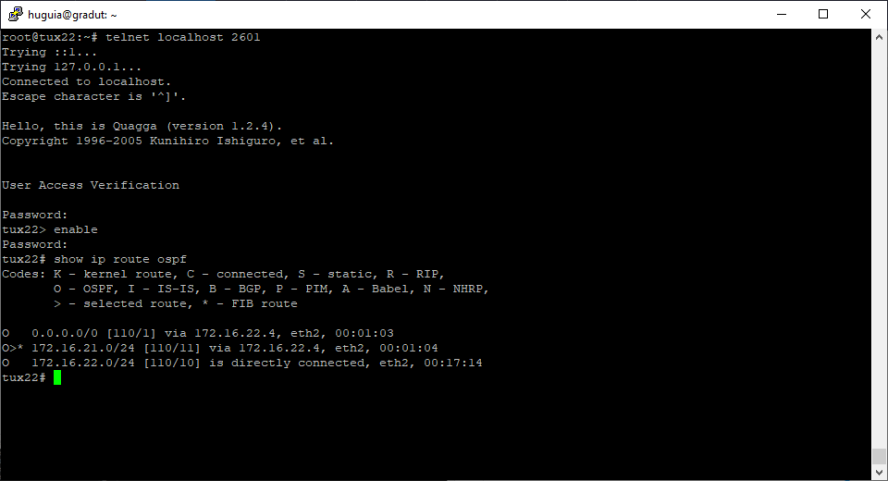 huguia@gradut: ~
root@tux22:~# telnet localhost 2601
Trying ::1...
Trying 127.0.0.1...
Connected to localhost.
Escape character is '^]'.
Hello, this is Quagga (version 1.2.4).
Copyright 1996-2005 Kunihiro Ishiguro, et al.
User Access Verification
Password:
tux22> enable
Password:
tux22# show ip route ospf
Codes: K - kernel route, C - connected, S - static, R - RIP,
O - OSPF, I - IS-IS, B - BGP, P - PIM, A - Babel, N - NHRP,
> - selected route, * - FIB route
O   0.0.0.0/0 [110/1] via 172.16.22.4, eth2, 00:01:03
O>* 172.16.21.0/24 [110/11] via 172.16.22.4, eth2, 00:01:04
O   172.16.22.0/24 [110/10] is directly connected, eth2, 00:17:14
tux22#